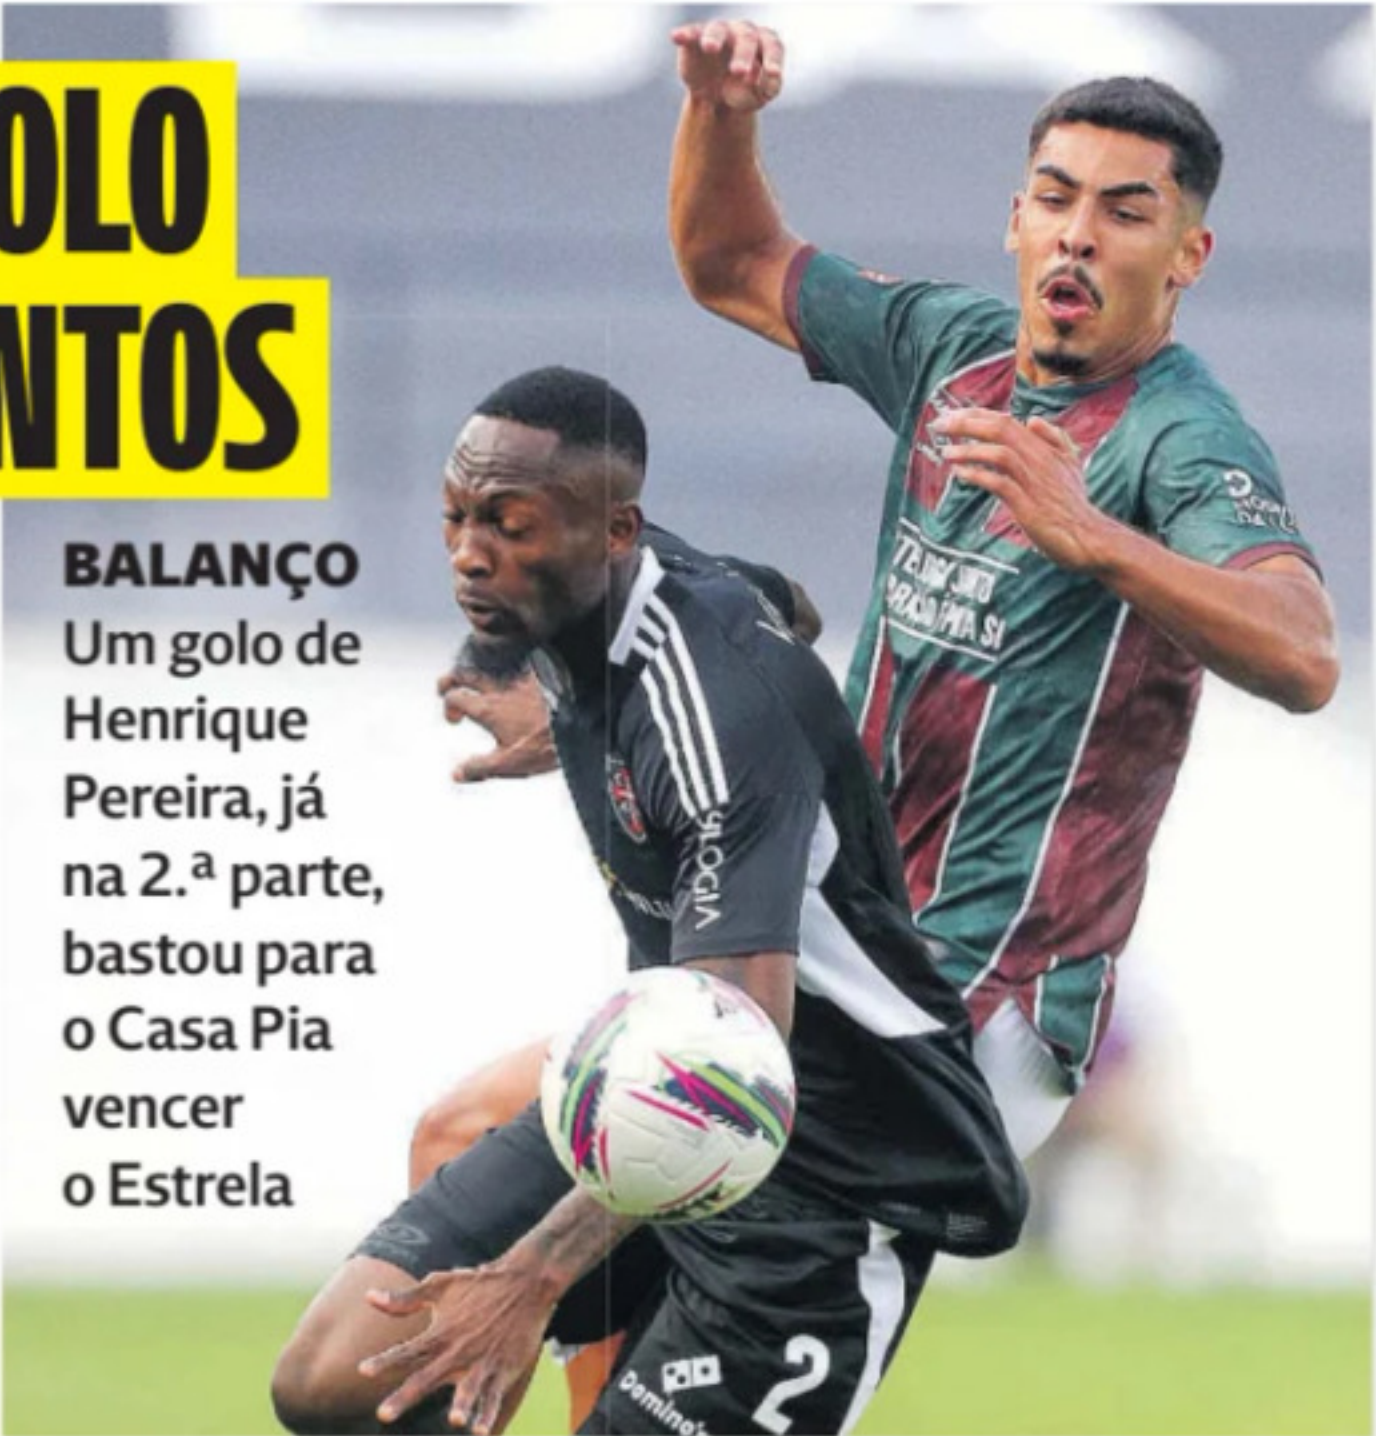 OLO
NTOS
BALANÇO
Um golo de
Henrique
Pereira, já
na 2.ª parte,
bastou para
o Casa Pia
vencer
o Estrela
2
Domino's